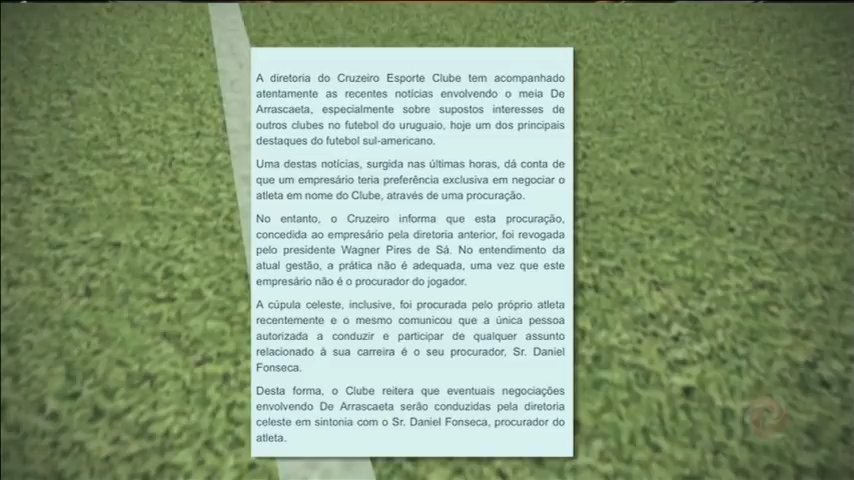 A diretoria do Cruzeiro Esporte Clube tem acompanhado
atentamente as recentes notícias envolvendo o meia De
Arrascaeta, especialmente sobre supostos interesses de
outros clubes no futebol do uruguaio, hoje um dos principais
destaques do futebol sul-americano.
Uma destas notícias, surgida nas últimas horas, dá conta de
que um empresário teria preferência exclusiva em negociar o
atleta em nome do Clube, através de uma procuração.
No entanto, o Cruzeiro informa que esta procuração,
concedida ao empresário pela diretoria anterior, foi revogada
pelo presidente Wagner Pires de Sá. No entendimento da
atual gestão, a prática não é adequada, uma vez que este
empresário não é o procurador do jogador.
A cúpula celeste, inclusive, foi procurada pelo próprio atleta
recentemente e o mesmo comunicou que a única pessoa
autorizada a conduzir e participar de qualquer assunto
relacionado à sua carreira é o seu procurador, Sr. Daniel
Fonseca.
Desta forma, o Clube reitera que eventuais negociações
envolvendo De Arrascaeta serão conduzidas pela diretoria
celeste em sintonia com o Sr. Daniel Fonseca, procurador do
atleta.